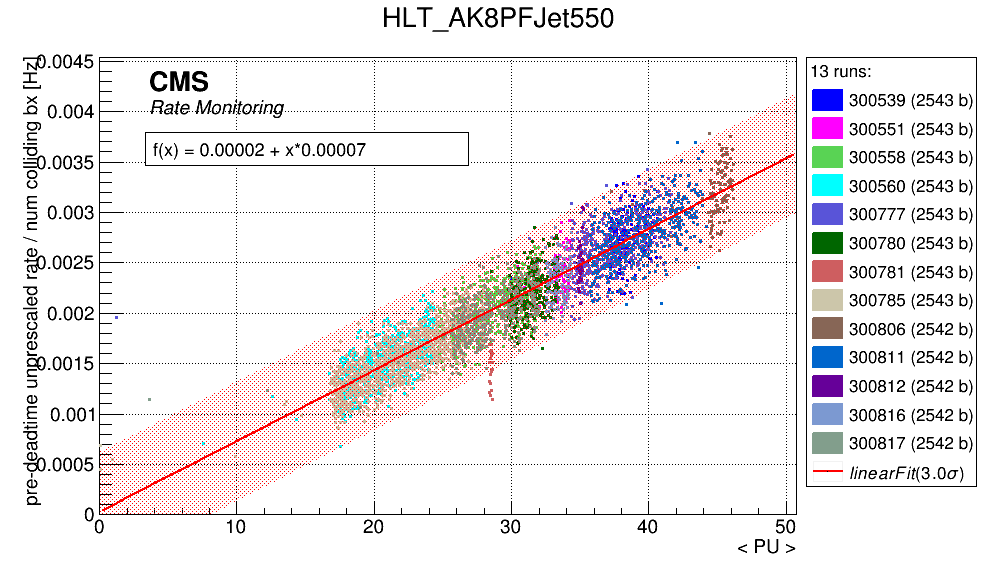 HLT_AK8PFJet550
pre-deadtime unprescaled rate / num colliding bx [Hz]
0.0045
0.004
0.0035
0.003
0.0025
0.002
0.0015
0.001
0.0005
0
CMS
Rate Monitoring
f(x) = 0.00002 + x*0.00007
0 10 20 30 40 50
< PU >
13 runs:
300539 (2543 b)
300551 (2543 b)
300558 (2543 b)
300560 (2543 b)
300777 (2543 b)
300780 (2543 b)
300781 (2543 b)
300785 (2543 b)
300806 (2542 b)
300811 (2542 b)
300812 (2542 b)
300816 (2542 b)
300817 (2542 b)
linearFit(3.0σ)